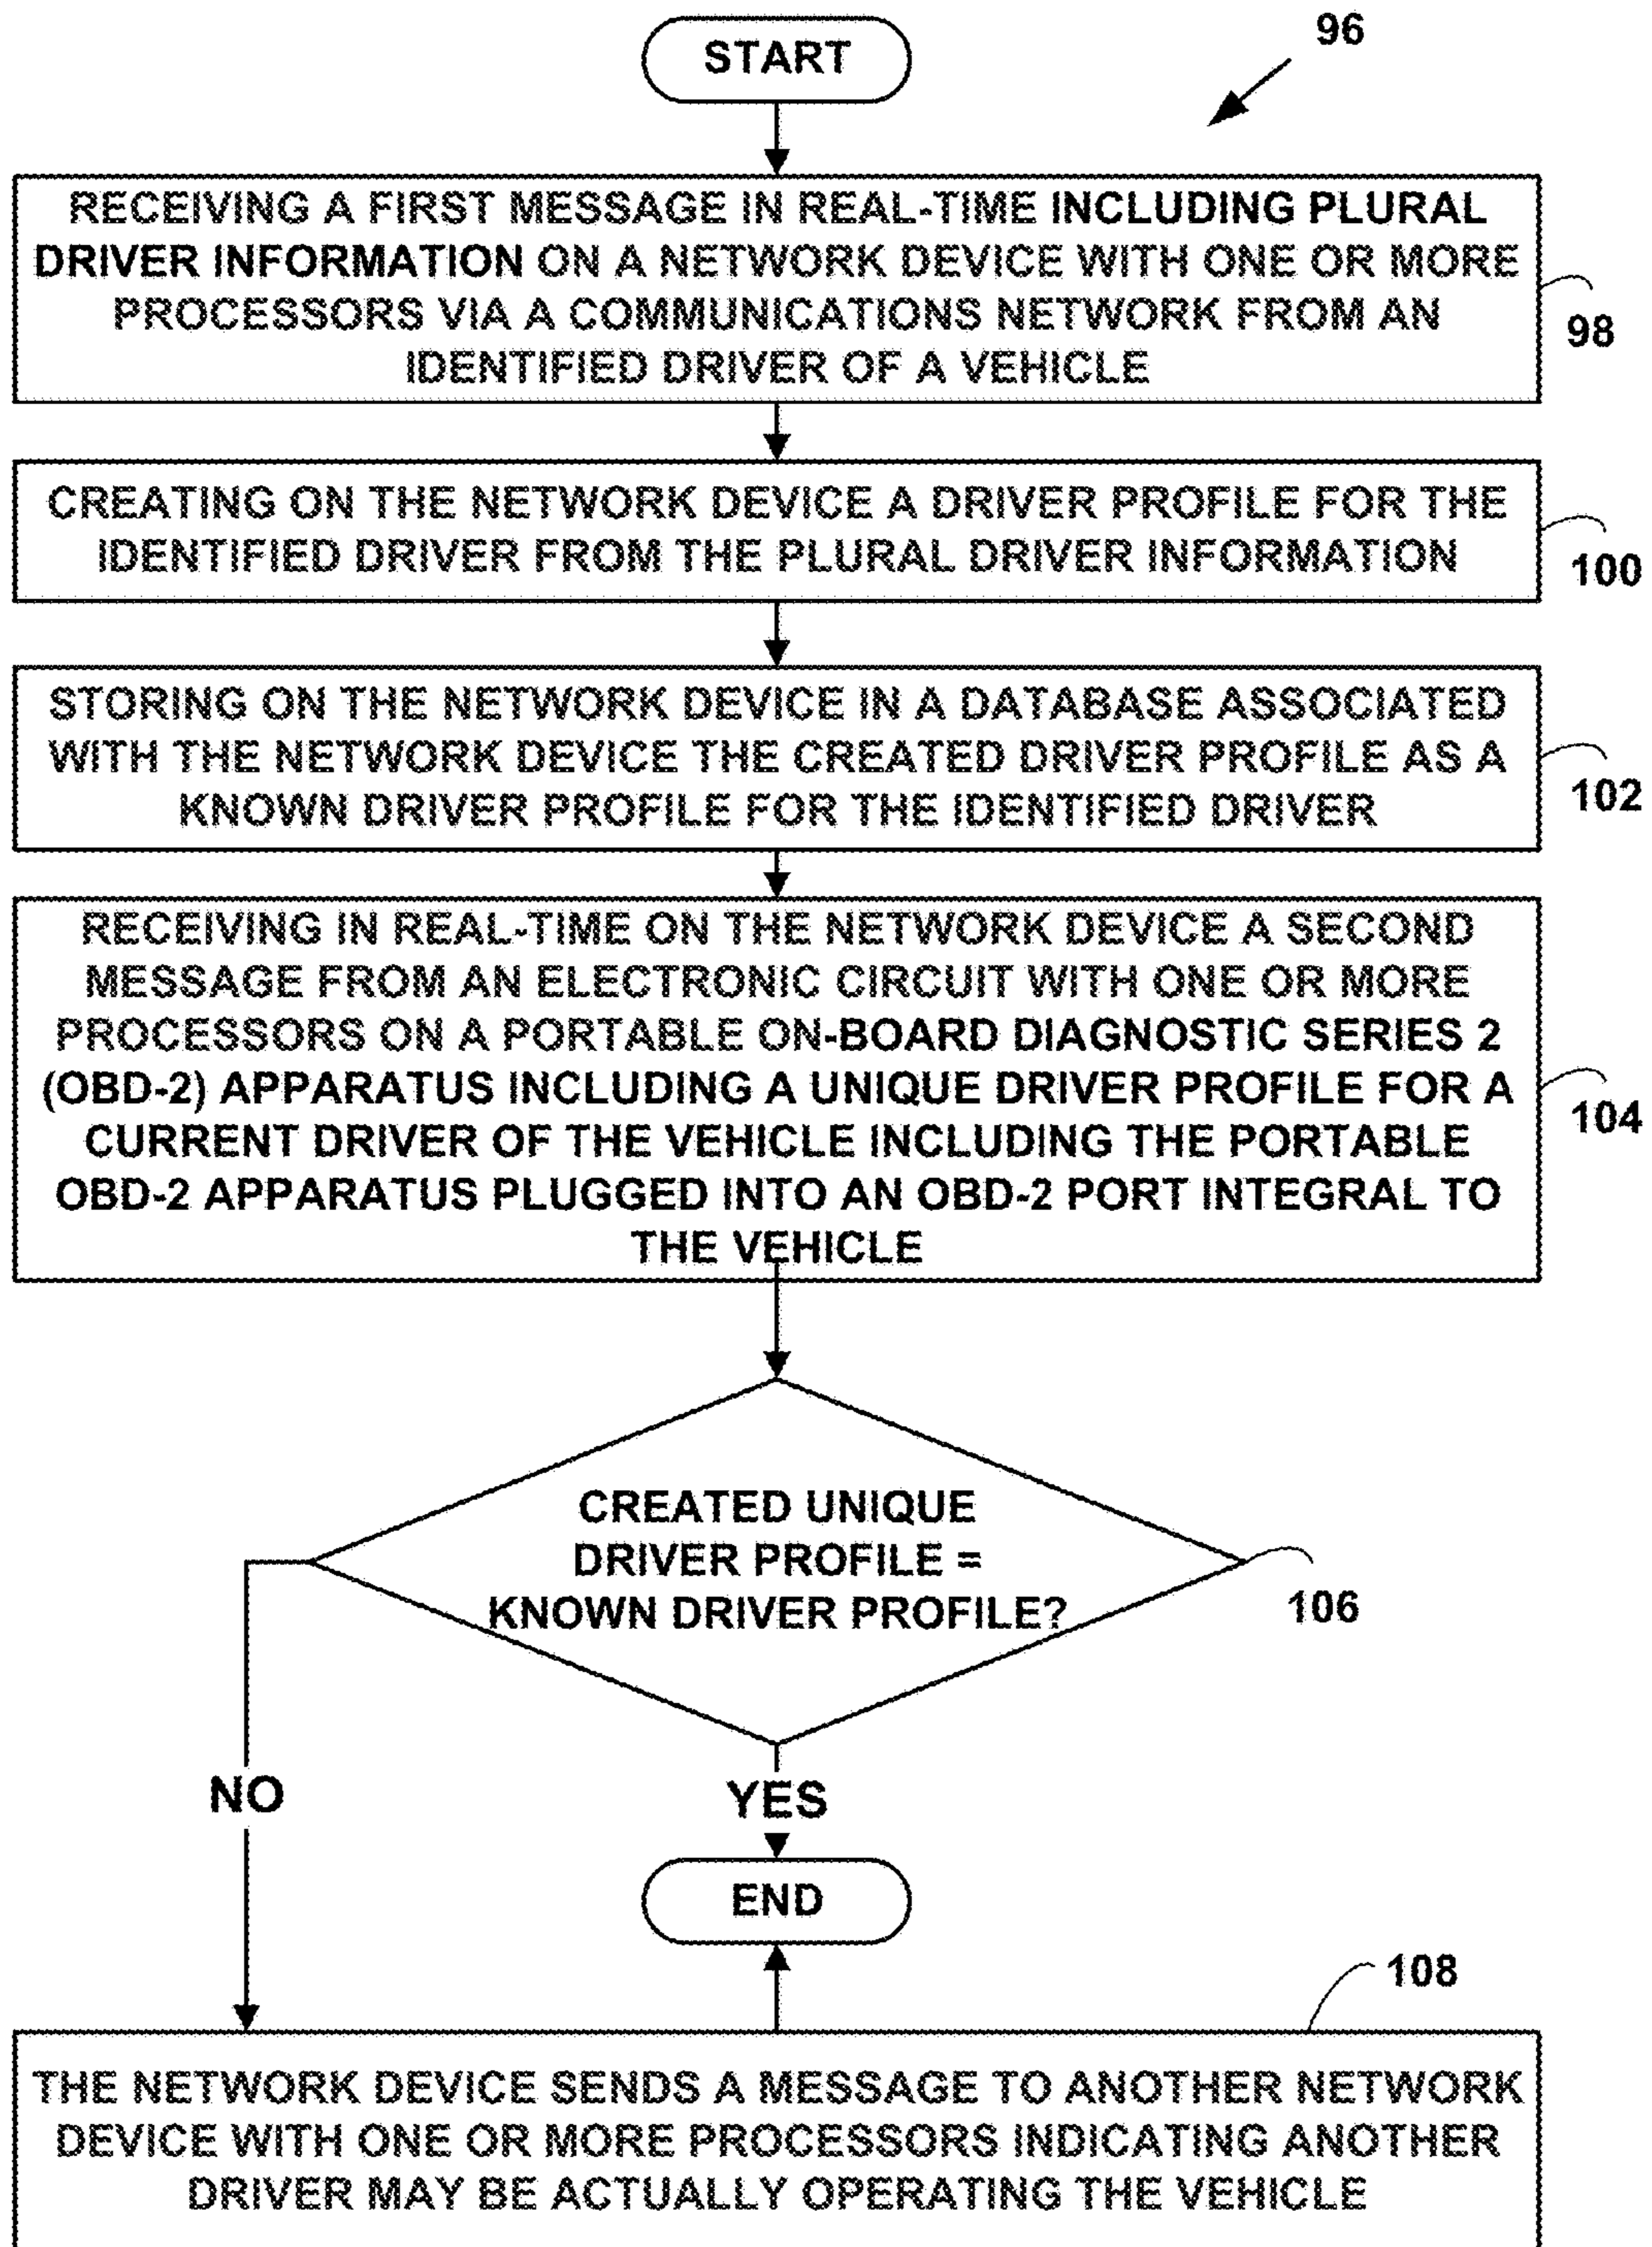 START
96
RECEIVING A FIRST MESSAGE IN REAL-TIME INCLUDING PLURAL
DRIVER INFORMATION ON A NETWORK DEVICE WITH ONE OR MORE
PROCESSORS VIA A COMMUNICATIONS NETWORK FROM AN
IDENTIFIED DRIVER OF A VEHICLE
98
CREATING ON THE NETWORK DEVICE A DRIVER PROFILE FOR THE
IDENTIFIED DRIVER FROM THE PLURAL DRIVER INFORMATION
100
STORING ON THE NETWORK DEVICE IN A DATABASE ASSOCIATED
WITH THE NETWORK DEVICE THE CREATED DRIVER PROFILE AS A
KNOWN DRIVER PROFILE FOR THE IDENTIFIED DRIVER
102
RECEIVING IN REAL-TIME ON THE NETWORK DEVICE A SECOND
MESSAGE FROM AN ELECTRONIC CIRCUIT WITH ONE OR MORE
PROCESSORS ON A PORTABLE ON-BOARD DIAGNOSTIC SERIES 2
(OBD-2) APPARATUS INCLUDING A UNIQUE DRIVER PROFILE FOR A
CURRENT DRIVER OF THE VEHICLE INCLUDING THE PORTABLE
OBD-2 APPARATUS PLUGGED INTO AN OBD-2 PORT INTEGRAL TO
THE VEHICLE
104
CREATED UNIQUE
DRIVER PROFILE =
KNOWN DRIVER PROFILE?
106
NO
YES
END
108
THE NETWORK DEVICE SENDS A MESSAGE TO ANOTHER NETWORK
DEVICE WITH ONE OR MORE PROCESSORS INDICATING ANOTHER
DRIVER MAY BE ACTUALLY OPERATING THE VEHICLE